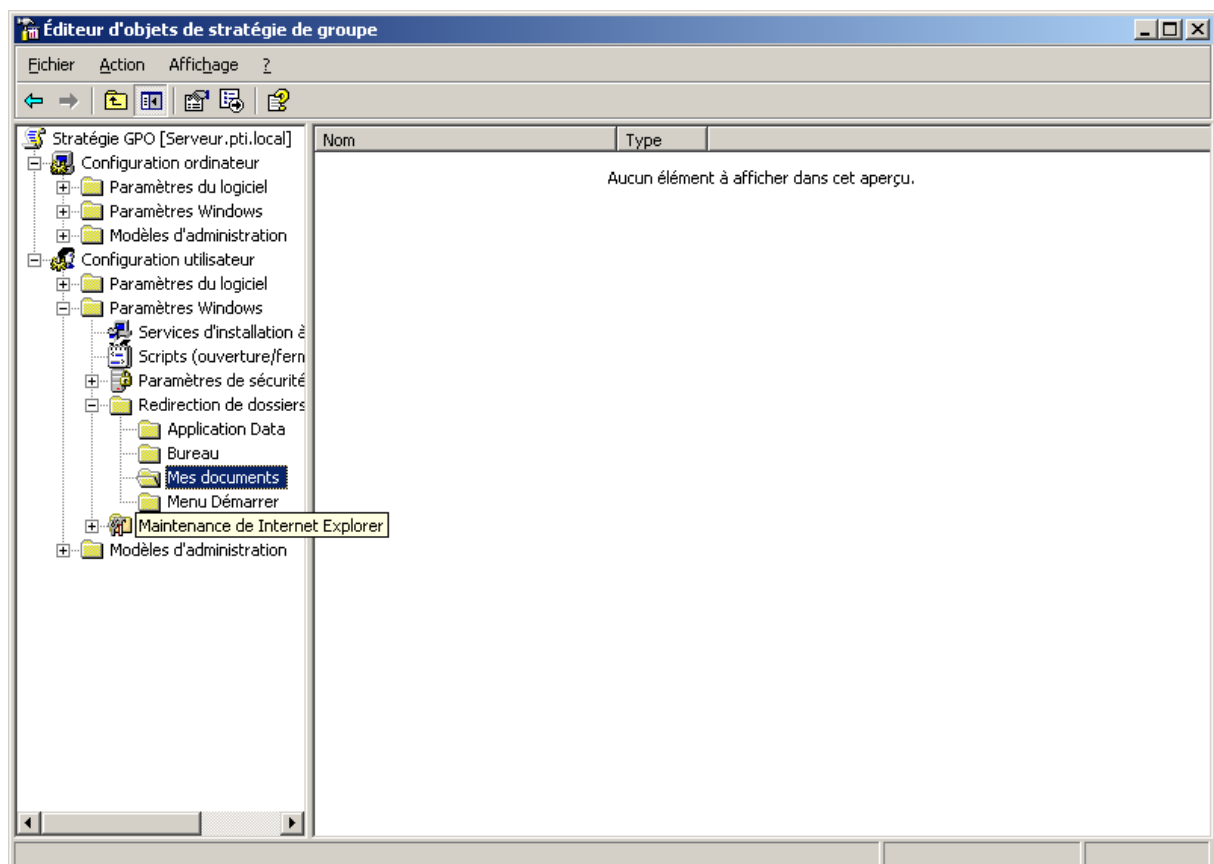 Éditeur d'objets de stratégie de groupe
Fichier Action Affichage ?
Stratégie GPO [Serveur.pti.local]
Nom Type
Configuration ordinateur
Aucun élément à afficher dans cet aperçu.
Paramètres du logiciel
Paramètres Windows
Modèles d'administration
Configuration utilisateur
Paramètres du logiciel
Paramètres Windows
Services d'installation à
Scripts (ouverture/ferm
Paramètres de sécurité
Redirection de dossiers
Application Data
Bureau
Mes documents
Menu Démarrer
Maintenance de Internet Explorer
Modèles d'administration